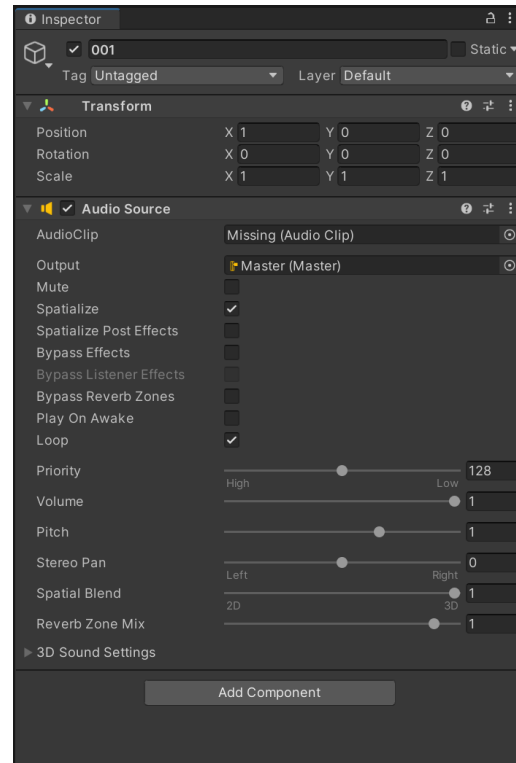 Inspector
001
Static
Tag Untagged Layer Default
Transform
Position X 1 Y 0 Z 0
Rotation X 0 Y 0 Z 0
Scale X 1 Y 1 Z 1
Audio Source
AudioClip Missing (Audio Clip)
Output Master (Master)
Mute
Spatialize
Spatialize Post Effects
Bypass Effects
Bypass Listener Effects
Bypass Reverb Zones
Play On Awake
Loop
Priority 128
High Low
Volume 1
Pitch 1
Stereo Pan 0
Left Right
Spatial Blend 1
2D 3D
Reverb Zone Mix 1
3D Sound Settings
Add Component